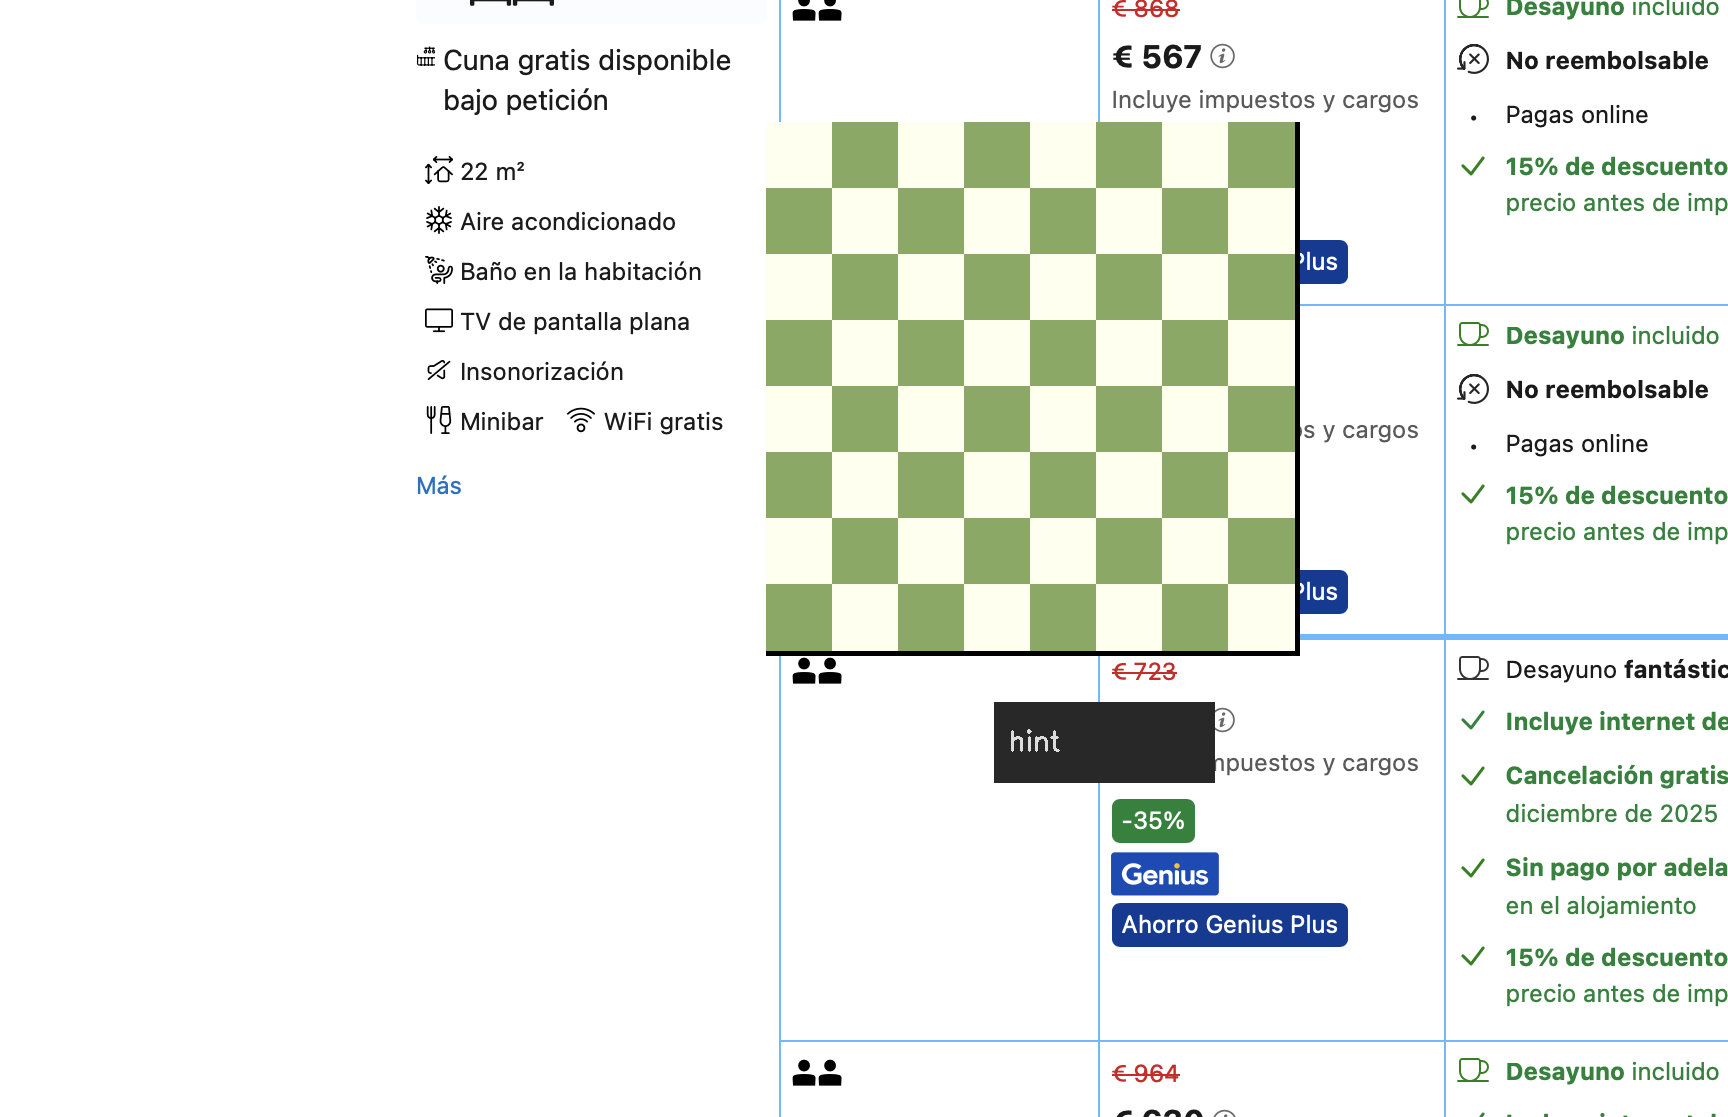 Cuna gratis disponible
bajo petición
22 m²
Aire acondicionado
Baño en la habitación
TV de pantalla plana
Insonorización
Minibar WiFi gratis
Más
€ 868
€ 567
Incluye impuestos y cargos
Plus
y cargos
Plus
€ 723
hint
impuestos y cargos
-35%
Genius
Ahorro Genius Plus
€ 964
Desayuno incluido
No reembolsable
• Pagas online
15% de descuento
precio antes de imp
Desayuno incluido
No reembolsable
• Pagas online
15% de descuento
precio antes de imp
Desayuno fantástic
Incluye internet de
Cancelación gratis
diciembre de 2025
Sin pago por adela
en el alojamiento
15% de descuento
precio antes de imp
Desayuno incluido